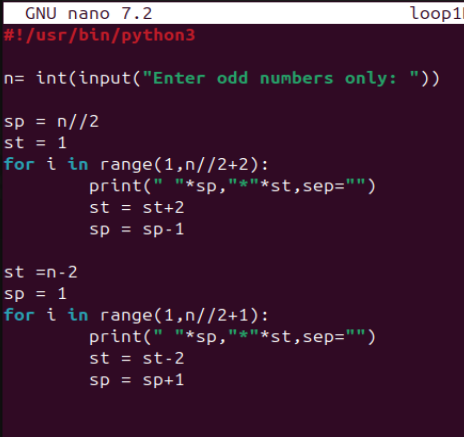 GNU nano 7.2 loop1
#!/usr/bin/python3
n= int(input("Enter odd numbers only: "))
sp = n//2
st = 1
for i in range(1,n//2+2):
        print(" "*sp,"*"*st,sep="")
        st = st+2
        sp = sp-1
st =n-2
sp = 1
for i in range(1,n//2+1):
        print(" "*sp,"*"*st,sep="")
        st = st-2
        sp = sp+1